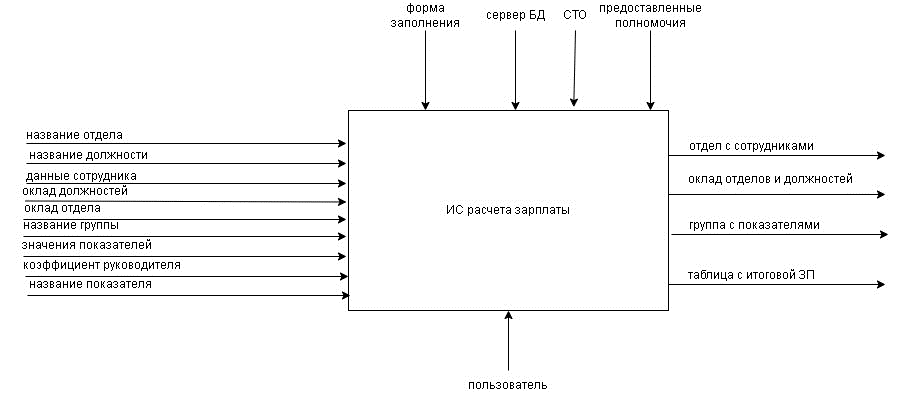 форма
заполнения
сервер БД
СТО
предоставленные
полномочия
название отдела
название должности
данные сотрудника
оклад должностей
оклад отдела
название группы
значения показателей
коэффициент руководителя
название показателя
ИС расчета зарплаты
отдел с сотрудниками
оклад отделов и должностей
группа с показателями
таблица с итоговой ЗП
пользователь